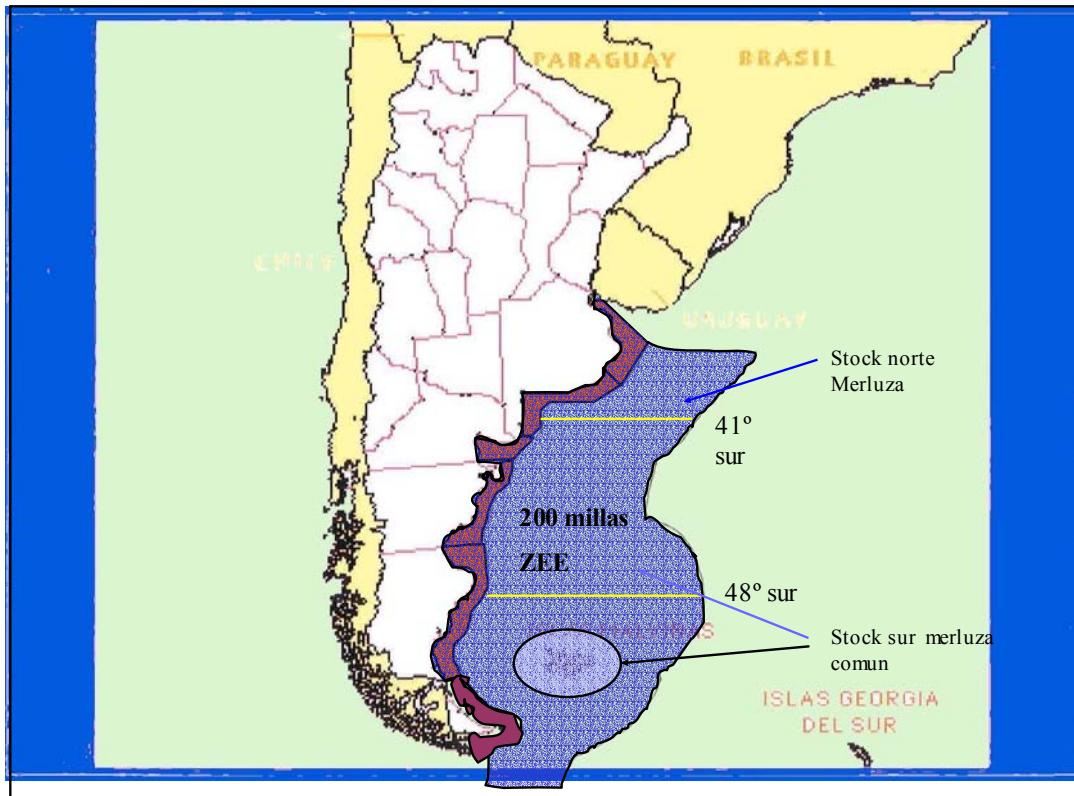 PARAGUAY BRASIL
CHILE
URUGUAY
Stock norte
Merluza
41º
sur
200 millas
ZEE
48º sur
Stock sur merluza
comun
ISLAS GEORGIA
DEL SUR